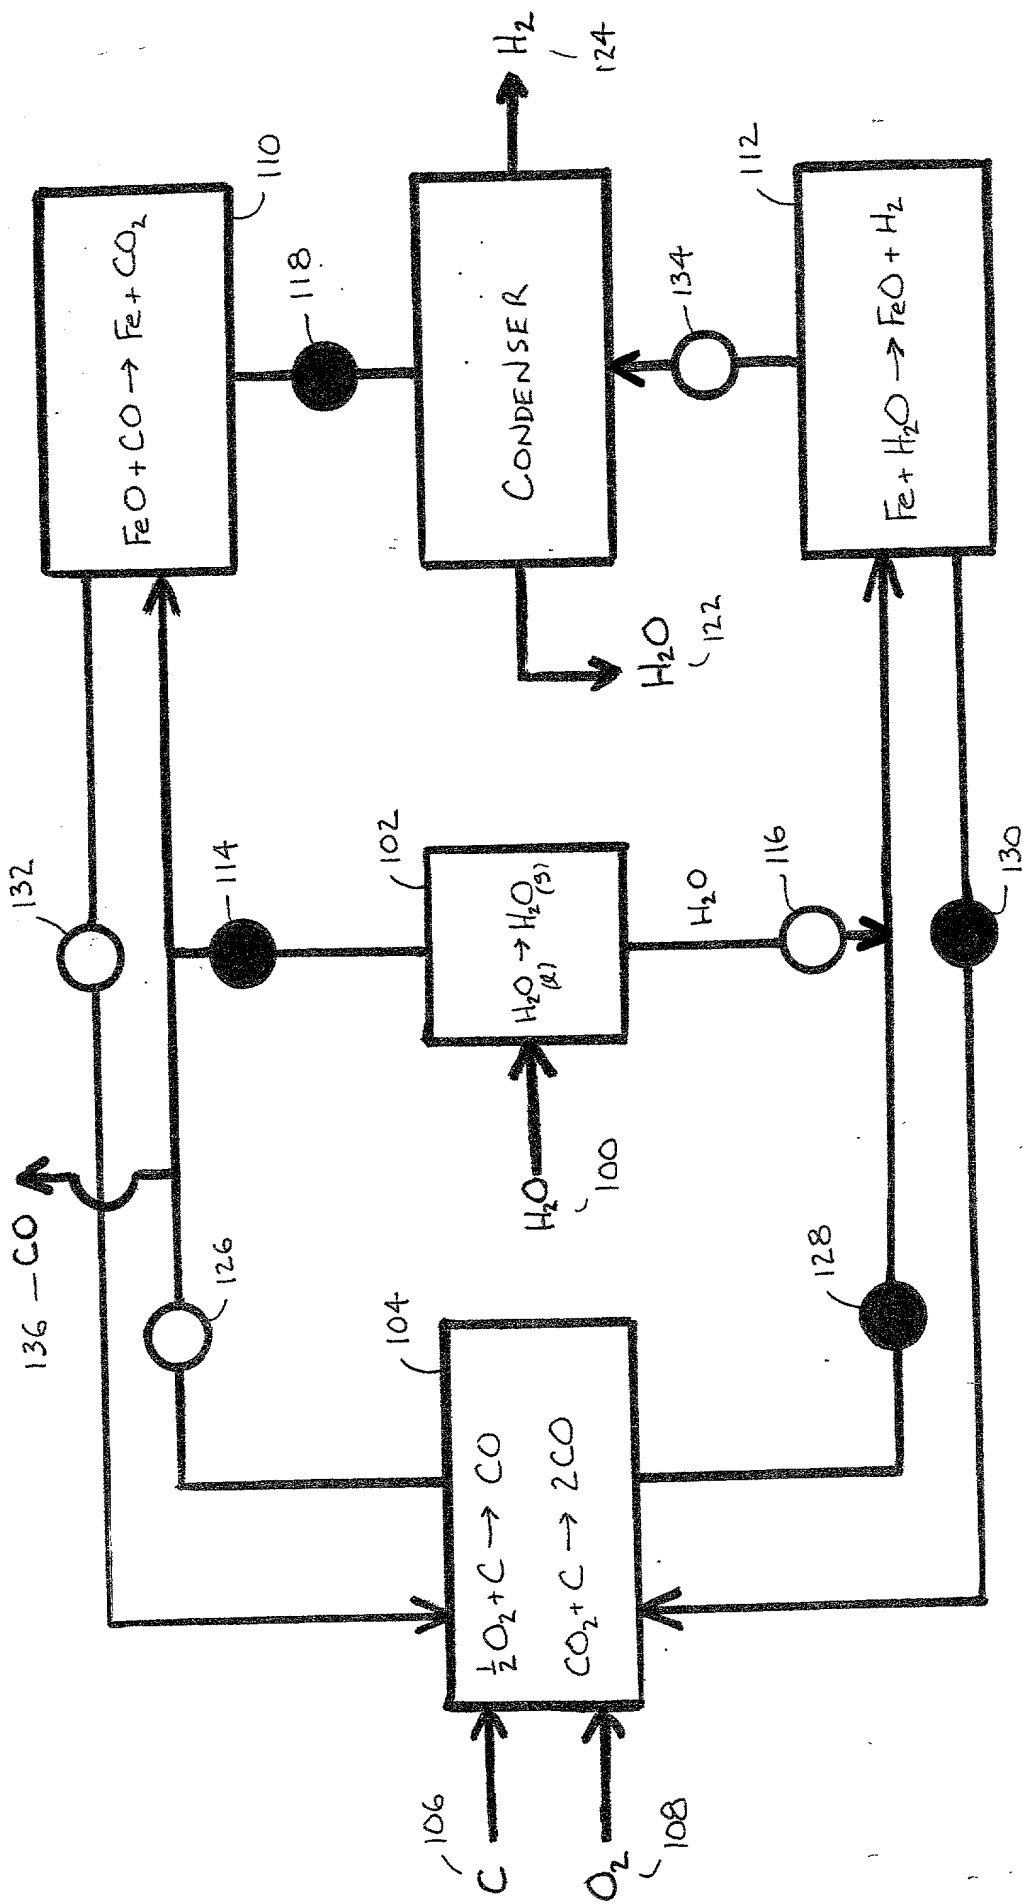 136 — CO
132
126
114
FeO + CO → Fe + CO₂
110
118
106
C
O₂
108
104
½O₂ + C → CO
CO₂ + C → 2CO
H₂O
100
102
H₂O → H₂O
(l) (g)
H₂O
122
CONDENSER
H₂
124
H₂O
116
134
128
130
Fe + H₂O → FeO + H₂
112